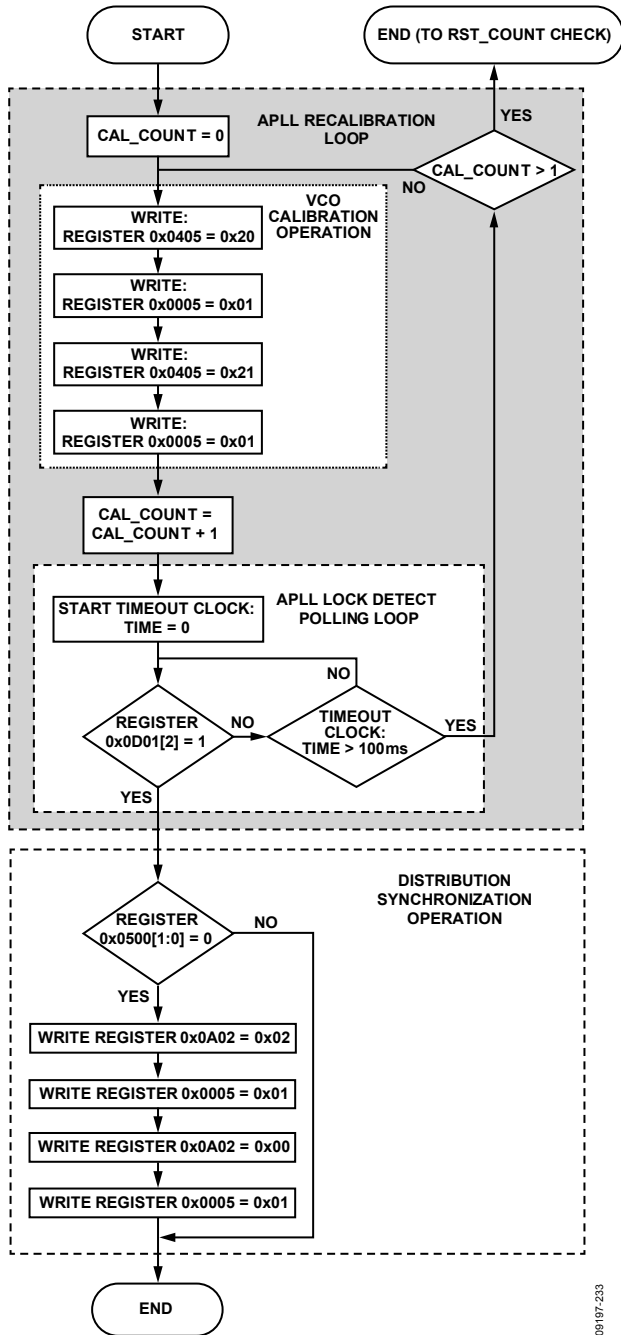 START
END (TO RST_COUNT CHECK)
YES
CAL_COUNT = 0
APLL RECALIBRATION
LOOP
CAL_COUNT > 1
NO
VCO
CALIBRATION
OPERATION
WRITE:
REGISTER 0x0405 = 0x20
WRITE:
REGISTER 0x0005 = 0x01
WRITE:
REGISTER 0x0405 = 0x21
WRITE:
REGISTER 0x0005 = 0x01
CAL_COUNT =
CAL_COUNT + 1
START TIMEOUT CLOCK:
TIME = 0
APLL LOCK DETECT
POLLING LOOP
NO
REGISTER
0x0D01[2] = 1
NO
TIMEOUT
CLOCK:
TIME > 100ms
YES
YES
DISTRIBUTION
SYNCHRONIZATION
OPERATION
REGISTER
0x0500[1:0] = 0
NO
YES
WRITE REGISTER 0x0A02 = 0x02
WRITE REGISTER 0x0005 = 0x01
WRITE REGISTER 0x0A02 = 0x00
WRITE REGISTER 0x0005 = 0x01
END
09197-233